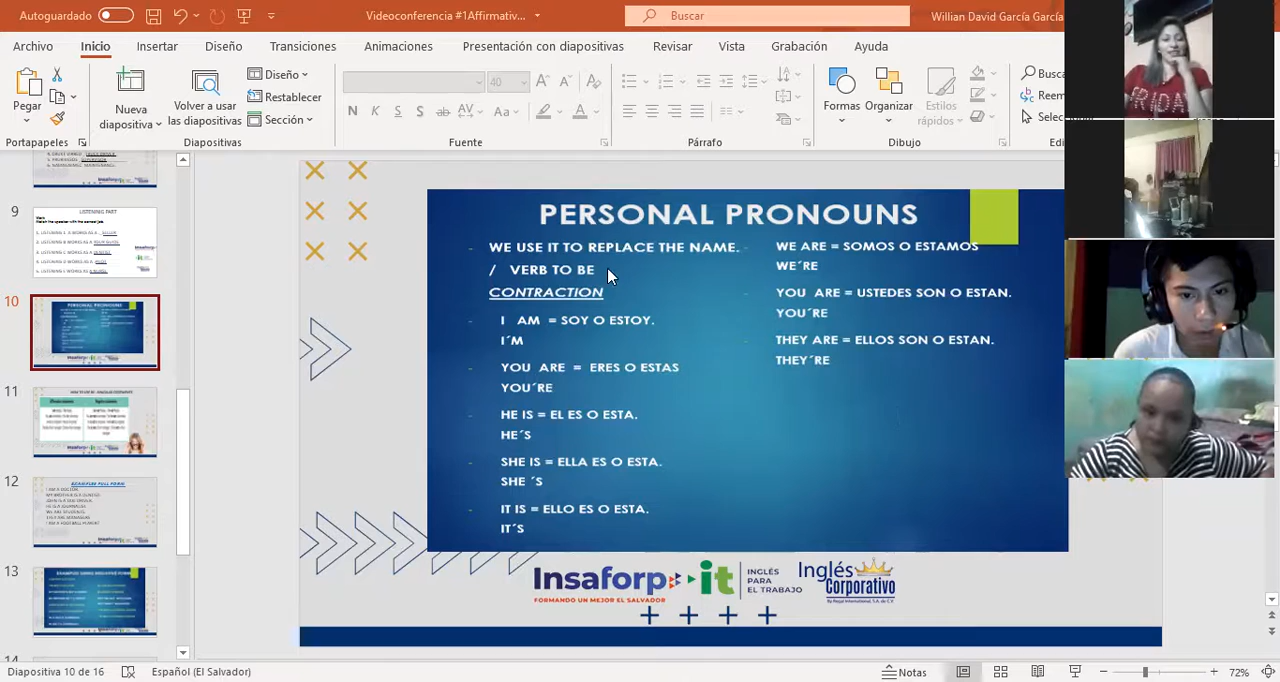 Autoguardado
Videoconferencia #1Affirmativ...
Buscar
Willian David García García
Archivo
Inicio
Insertar
Diseño
Transiciones
Animaciones
Presentación con diapositivas
Revisar
Vista
Grabación
Ayuda
Pegar
Nueva
diapositiva
Volver a usar
las diapositivas
Diseño
Restablecer
Sección
40
N K S S ab AV Aa
Formas
Organizar
Estilos
rápidos
Portapapeles
Diapositivas
Fuente
Párrafo
Dibujo
9
LISTENING PART
10
11
12
13
PERSONAL PRONOUNS
WE USE IT TO REPLACE THE NAME.
/ VERB TO BE
CONTRACTION
I AM = SOY O ESTOY.
I´M
YOU ARE = ERES O ESTAS
YOU´RE
HE IS = EL ES O ESTA.
HE´S
SHE IS = ELLA ES O ESTA.
SHE ´S
IT IS = ELLO ES O ESTA.
IT´S
WE ARE = SOMOS O ESTAMOS
WE´RE
YOU ARE = USTEDES SON O ESTAN.
YOU´RE
THEY ARE = ELLOS SON O ESTAN.
THEY´RE
Insaforp
FORMANDO UN MEJOR EL SALVADOR
it
INGLÉS
PARA
EL TRABAJO
Inglés
Corporativo
Diapositiva 10 de 16
Español (El Salvador)
Notas
72%